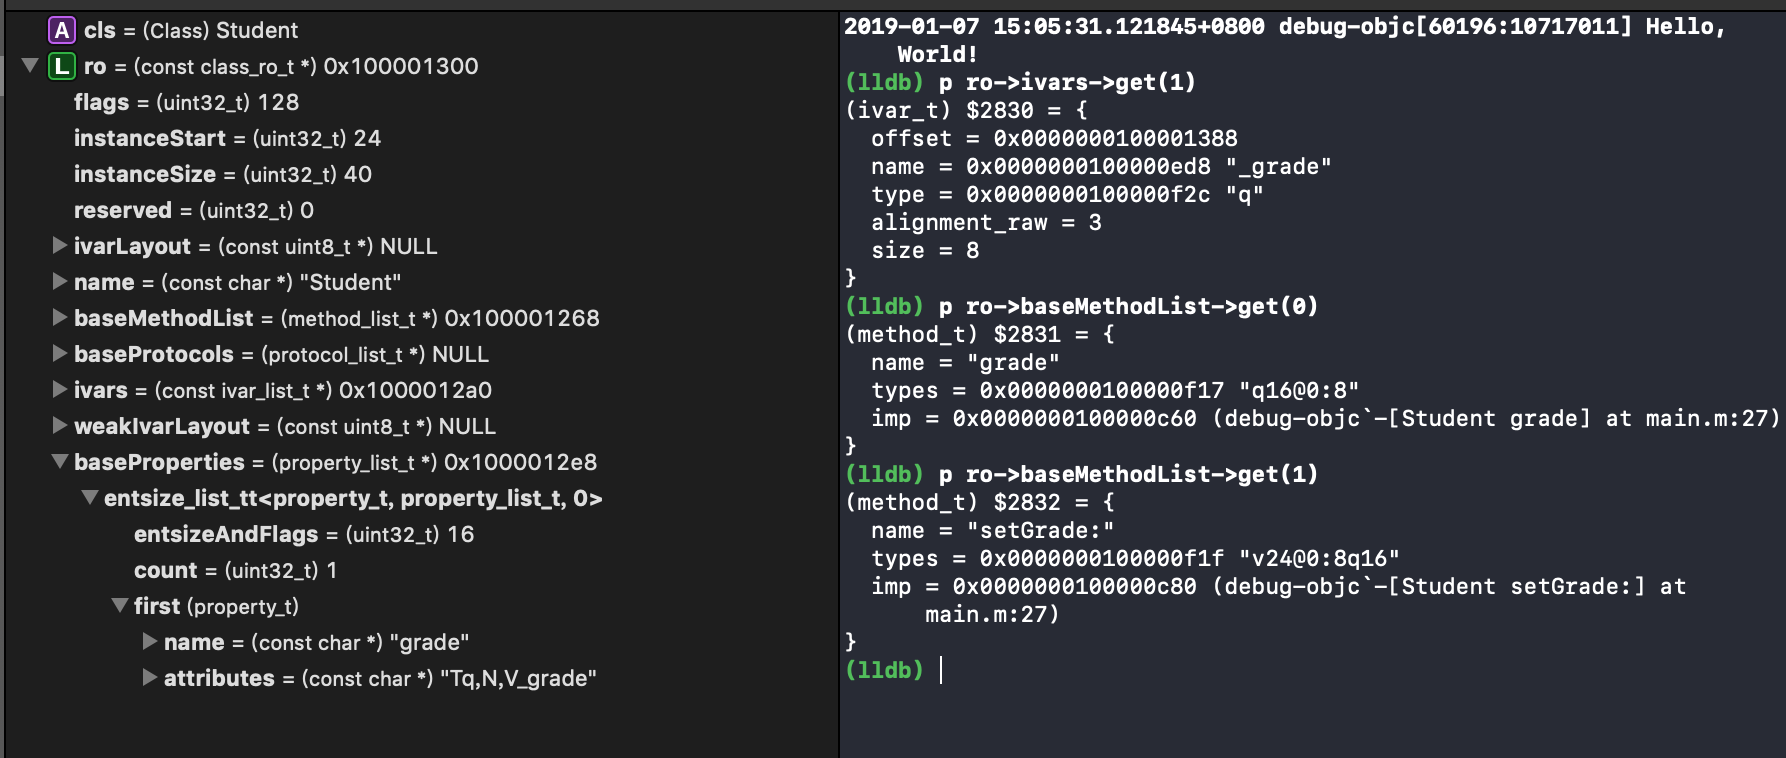 A cls = (Class) Student
L ro = (const class_ro_t *) 0x100001300
flags = (uint32_t) 128
instanceStart = (uint32_t) 24
instanceSize = (uint32_t) 40
reserved = (uint32_t) 0
ivarLayout = (const uint8_t *) NULL
name = (const char *) "Student"
baseMethodList = (method_list_t *) 0x100001268
baseProtocols = (protocol_list_t *) NULL
ivars = (const ivar_list_t *) 0x1000012a0
weakIvarLayout = (const uint8_t *) NULL
baseProperties = (property_list_t *) 0x1000012e8
entsize_list_tt<property_t, property_list_t, 0>
entsizeAndFlags = (uint32_t) 16
count = (uint32_t) 1
first (property_t)
name = (const char *) "grade"
attributes = (const char *) "Tq,N,V_grade"
2019-01-07 15:05:31.121845+0800 debug-objc[60196:10717011] Hello,
World!
(lldb) p ro->ivars->get(1)
(ivar_t) $2830 = {
offset = 0x0000000100001388
name = 0x0000000100000ed8 "_grade"
type = 0x0000000100000f2c "q"
alignment_raw = 3
size = 8
}
(lldb) p ro->baseMethodList->get(0)
(method_t) $2831 = {
name = "grade"
types = 0x0000000100000f17 "q16@0:8"
imp = 0x0000000100000c60 (debug-objc`-[Student grade] at main.m:27)
}
(lldb) p ro->baseMethodList->get(1)
(method_t) $2832 = {
name = "setGrade:"
types = 0x0000000100000f1f "v24@0:8q16"
imp = 0x0000000100000c80 (debug-objc`-[Student setGrade:] at
main.m:27)
}
(lldb)